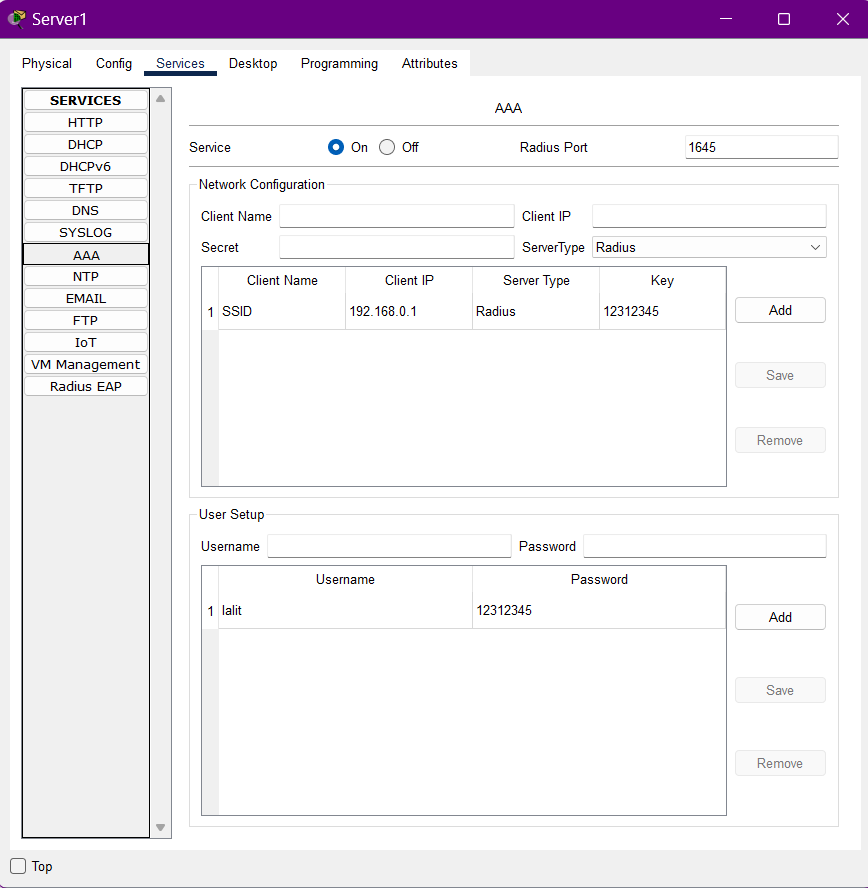 Server1
Physical Config Services Desktop Programming Attributes
SERVICES
HTTP
DHCP
DHCPv6
TFTP
DNS
SYSLOG
AAA
NTP
EMAIL
FTP
IoT
VM Management
Radius EAP
AAA
Service On Off Radius Port 1645
Network Configuration
Client Name Client IP
Secret ServerType Radius
Client Name Client IP Server Type Key
1 SSID 192.168.0.1 Radius 12312345
Add
Save
Remove
User Setup
Username Password
Username Password
1 lalit 12312345
Add
Save
Remove
Top